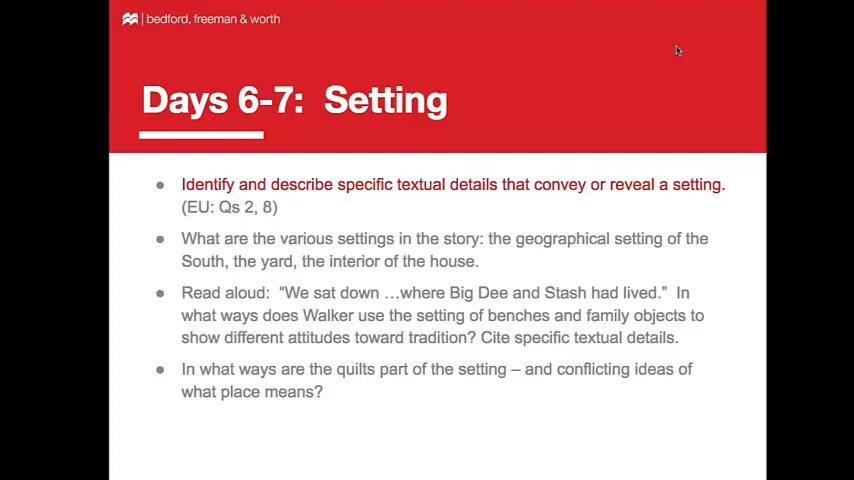 bedford, freeman & worth
Days 6-7: Setting
● Identify and describe specific textual details that convey or reveal a setting.
(EU: Qs 2, 8)
● What are the various settings in the story: the geographical setting of the
South, the yard, the interior of the house.
● Read aloud: “We sat down …where Big Dee and Stash had lived.” In
what ways does Walker use the setting of benches and family objects to
show different attitudes toward tradition? Cite specific textual details.
● In what ways are the quilts part of the setting – and conflicting ideas of
what place means?